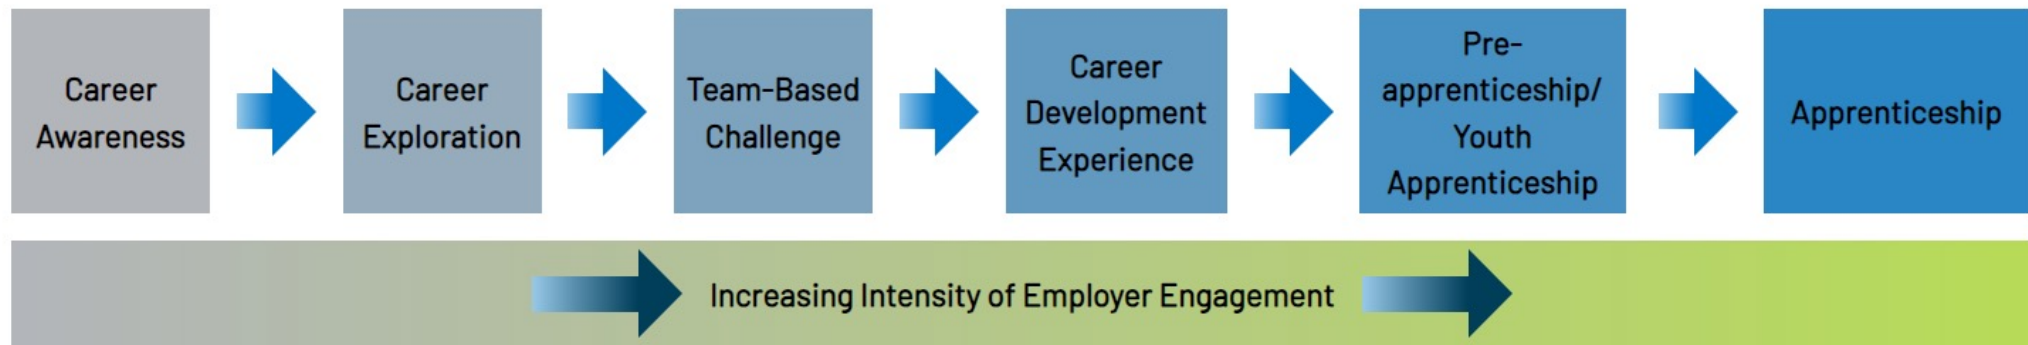 Career
Awareness
Career
Exploration
Team-Based
Challenge
Career
Development
Experience
Pre-
apprenticeship/
Youth
Apprenticeship
Apprenticeship
Increasing Intensity of Employer Engagement